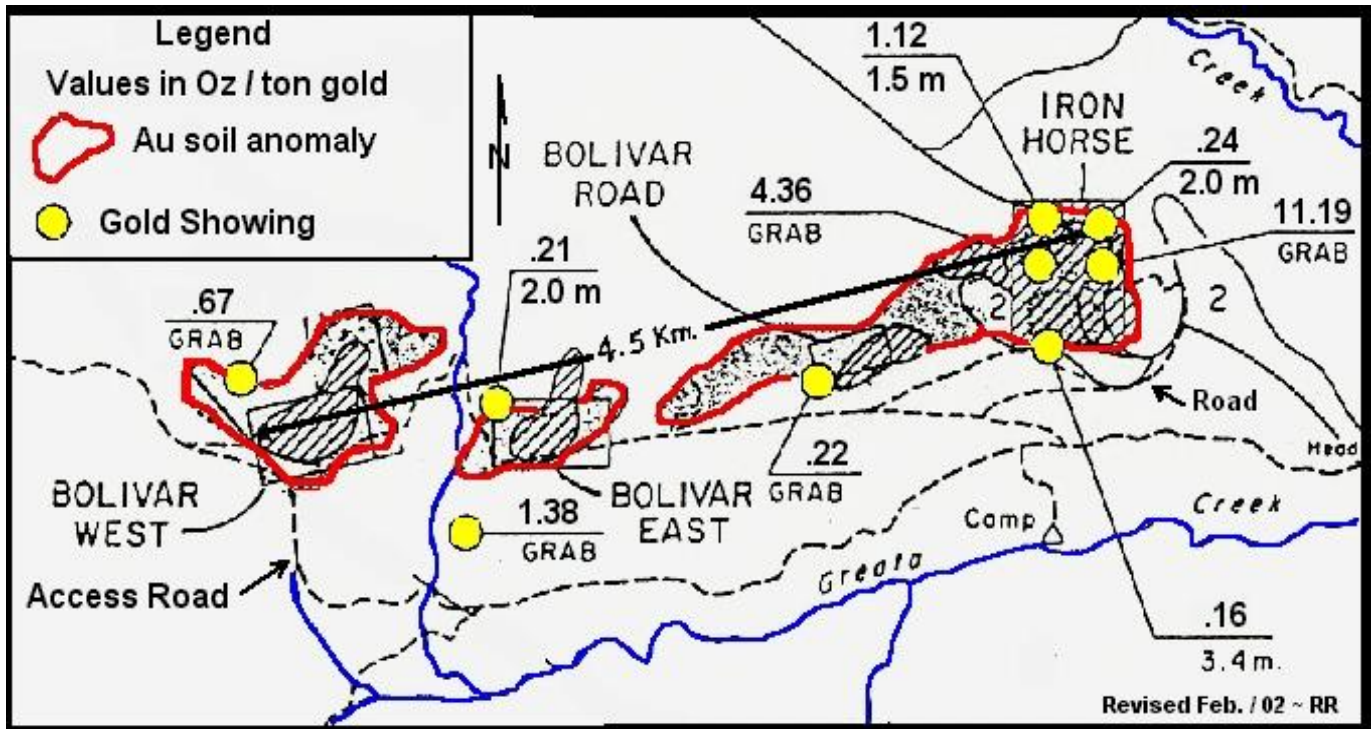 Legend
Values in Oz / ton gold
Au soil anomaly
Gold Showing
N
1.12
1.5 m
IRON
HORSE
Creek
.24
2.0 m
11.19
GRAB
BOLIVAR
ROAD
4.36
GRAB
.21
2.0 m
.67
GRAB
4.5 Km.
2
2
Road
Head
.22
GRAB
BOLIVAR
WEST
BOLIVAR
EAST
1.38
GRAB
Camp
Creek
Greata
Access Road
.16
3.4 m.
Revised Feb. / 02 ~ RR